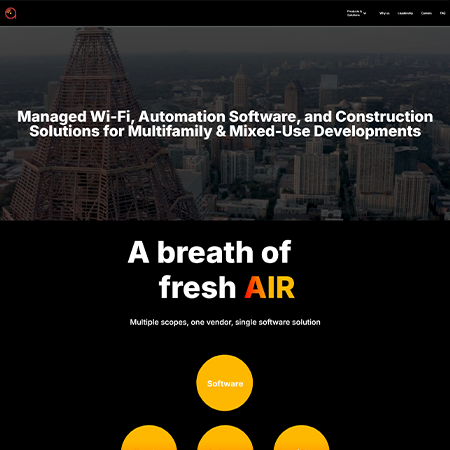 Products &
Solutions
Why us
Leadership
Careers
FAQ
Managed Wi-Fi, Automation Software, and Construction
Solutions for Multifamily & Mixed-Use Developments
A breath of
fresh AIR
Multiple scopes, one vendor, single software solution
Software